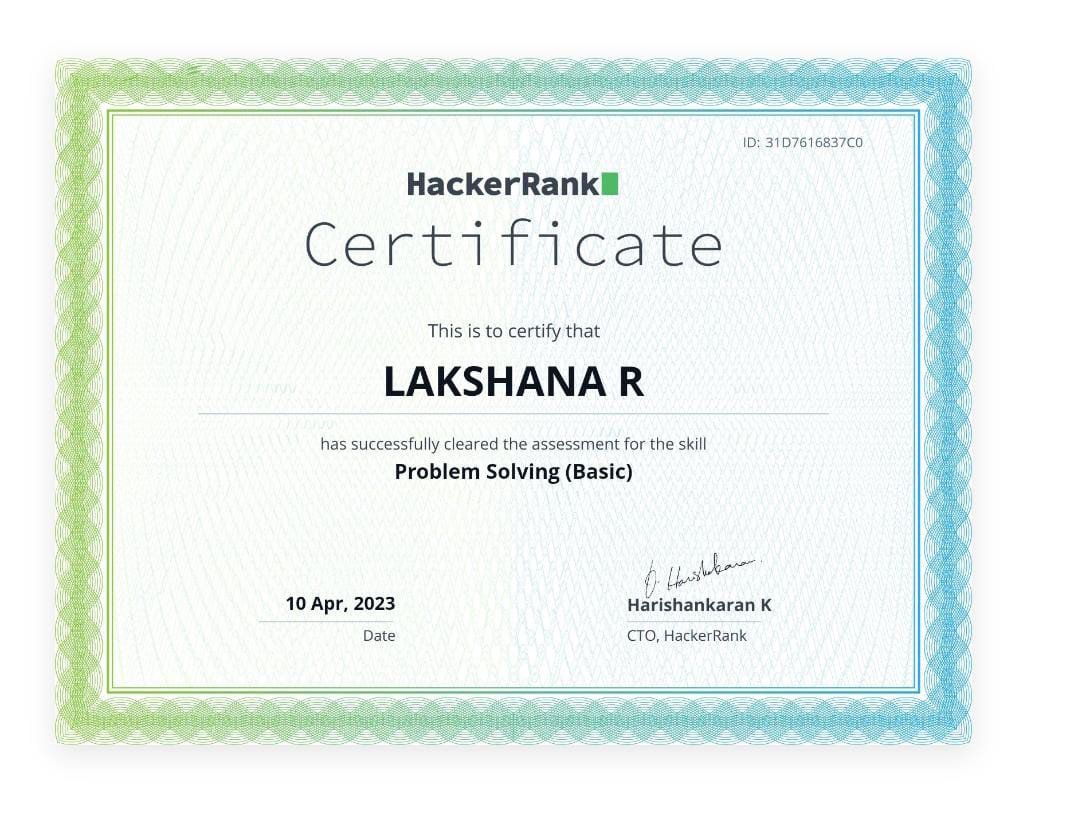 ID: 31D7616837C0
HackerRank
Certificate
This is to certify that
LAKSHANA R
has successfully cleared the assessment for the skill
Problem Solving (Basic)
10 Apr, 2023
Date
Harishankaran K
CTO, HackerRank